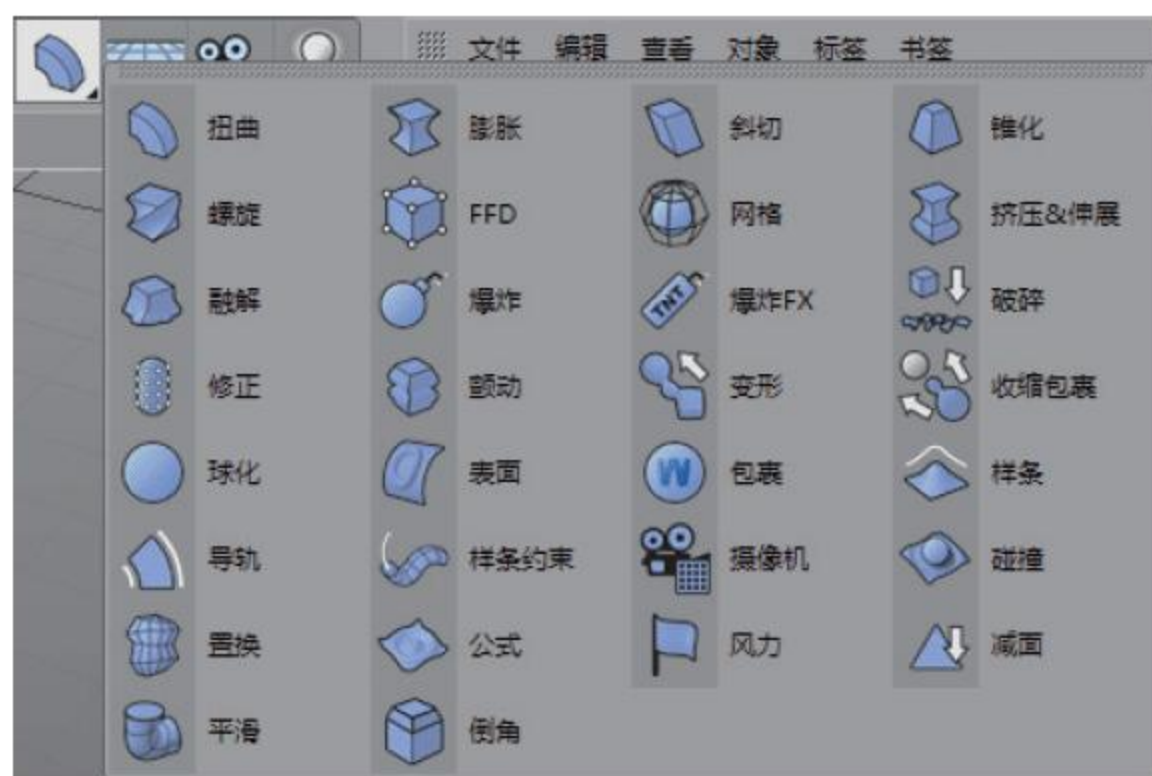 文件 编辑 查看 对象 标签 书签
扭曲 膨胀 斜切 锥化
螺旋 FFD 网格 挤压&伸展
融解 爆炸 TNT 爆炸FX 破碎
修正 颤动 变形 收缩包裹
球化 表面 W 包裹 样条
导轨 样条约束 摄像机 碰撞
置换 公式 风力 减面
平滑 倒角